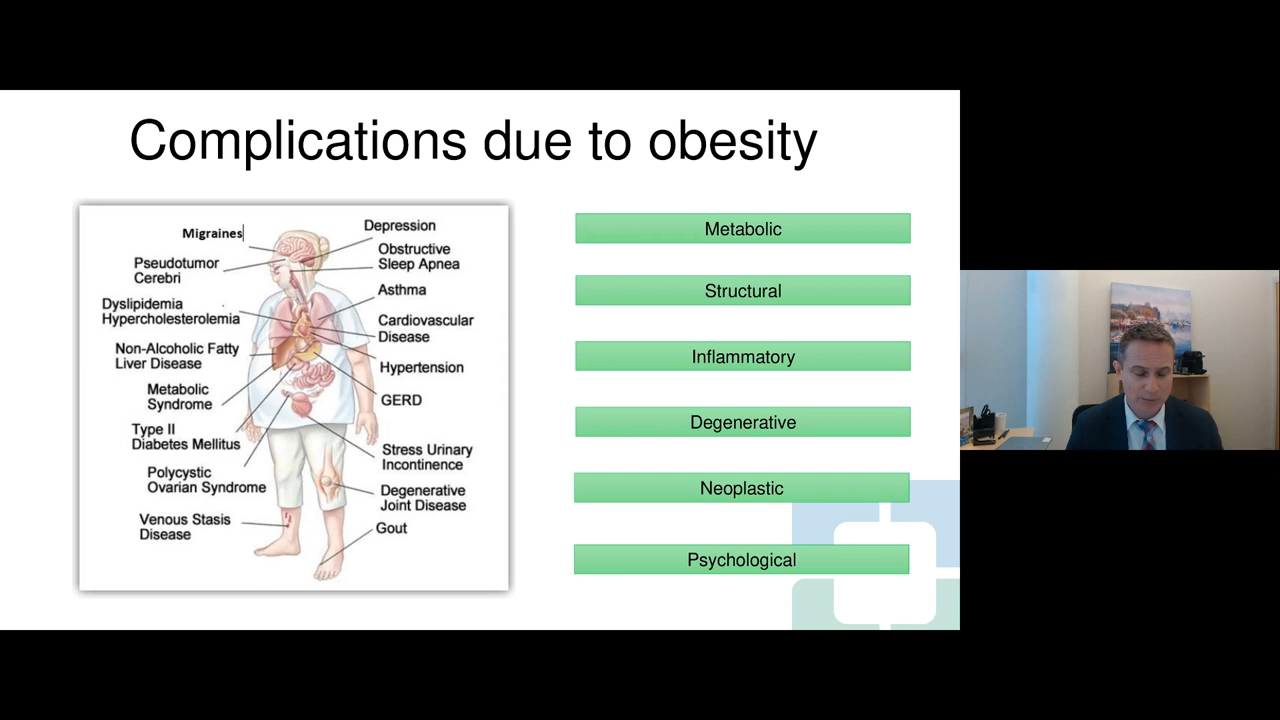 Complications due to obesity
Migraines
Pseudotumor
Cerebri
Dyslipidemia
Hypercholesterolemia
Non-Alcoholic Fatty
Liver Disease
Metabolic
Syndrome
Type II
Diabetes Mellitus
Polycystic
Ovarian Syndrome
Venous Stasis
Disease
Depression
Obstructive
Sleep Apnea
Asthma
Cardiovascular
Disease
Hypertension
GERD
Stress Urinary
Incontinence
Degenerative
Joint Disease
Gout
Metabolic
Structural
Inflammatory
Degenerative
Neoplastic
Psychological